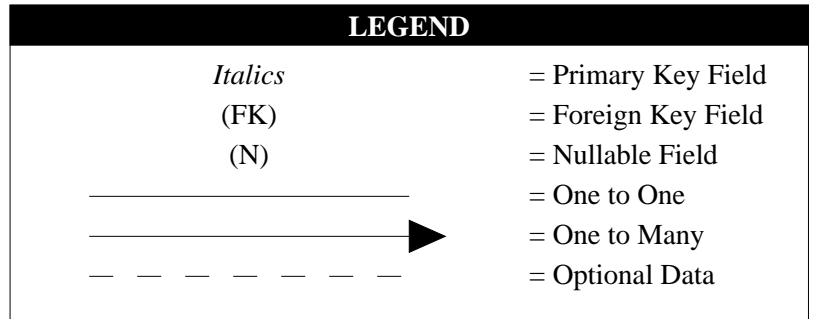 LEGEND
Italics = Primary Key Field
(FK) = Foreign Key Field
(N) = Nullable Field
= One to One
= One to Many
= Optional Data